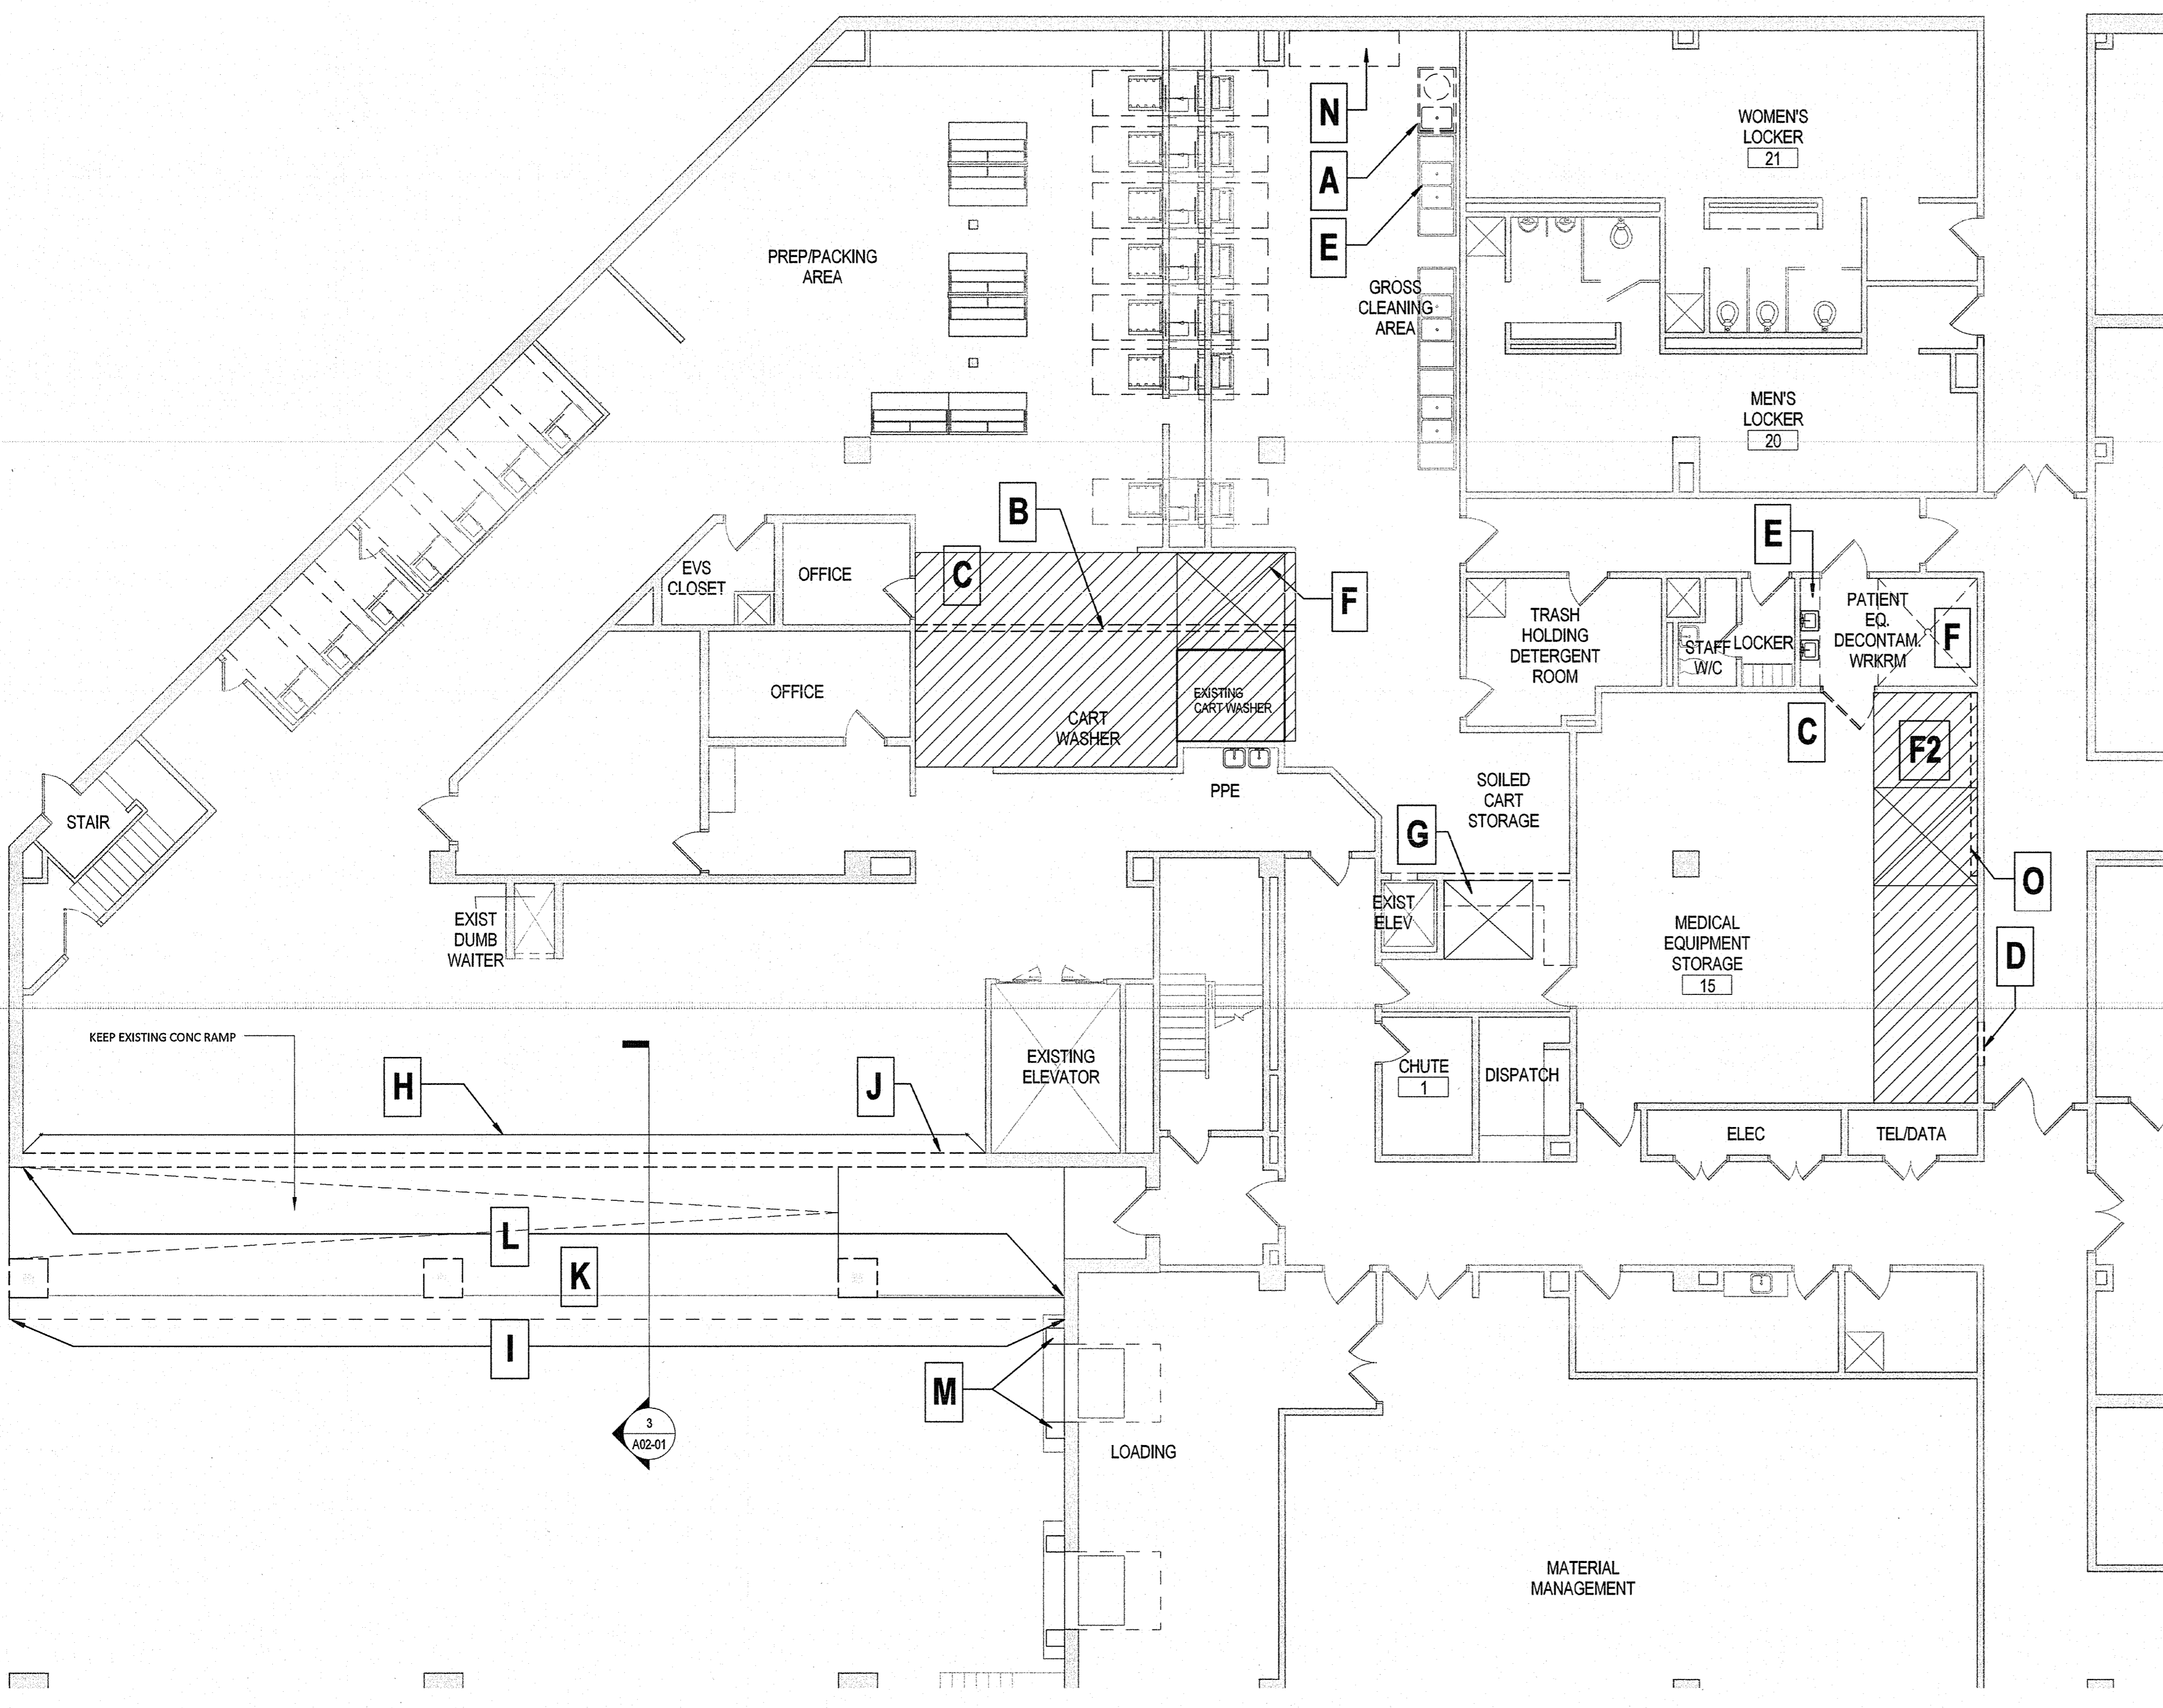 N
WOMEN'S
LOCKER
21
A
E
PREP/PACKING
AREA
GROSS
CLEANING
AREA
MEN'S
LOCKER
20
B
E
C
EVS
CLOSET
OFFICE
F
TRASH
HOLDING
DETERGENT
ROOM
STAFF
W/C
LOCKER
PATIENT
EQ.
DECONTAM.
WRKRM
F
OFFICE
EXISTING
CART WASHER
CART
WASHER
C
F2
PPE
SOILED
CART
STORAGE
STAIR
G
O
EXIST
ELEV
EXIST
DUMB
WAITER
MEDICAL
EQUIPMENT
STORAGE
15
D
KEEP EXISTING CONC RAMP
H
J
EXISTING
ELEVATOR
CHUTE
1
DISPATCH
ELEC
TEL/DATA
L
K
I
M
3
A02-01
LOADING
MATERIAL
MANAGEMENT